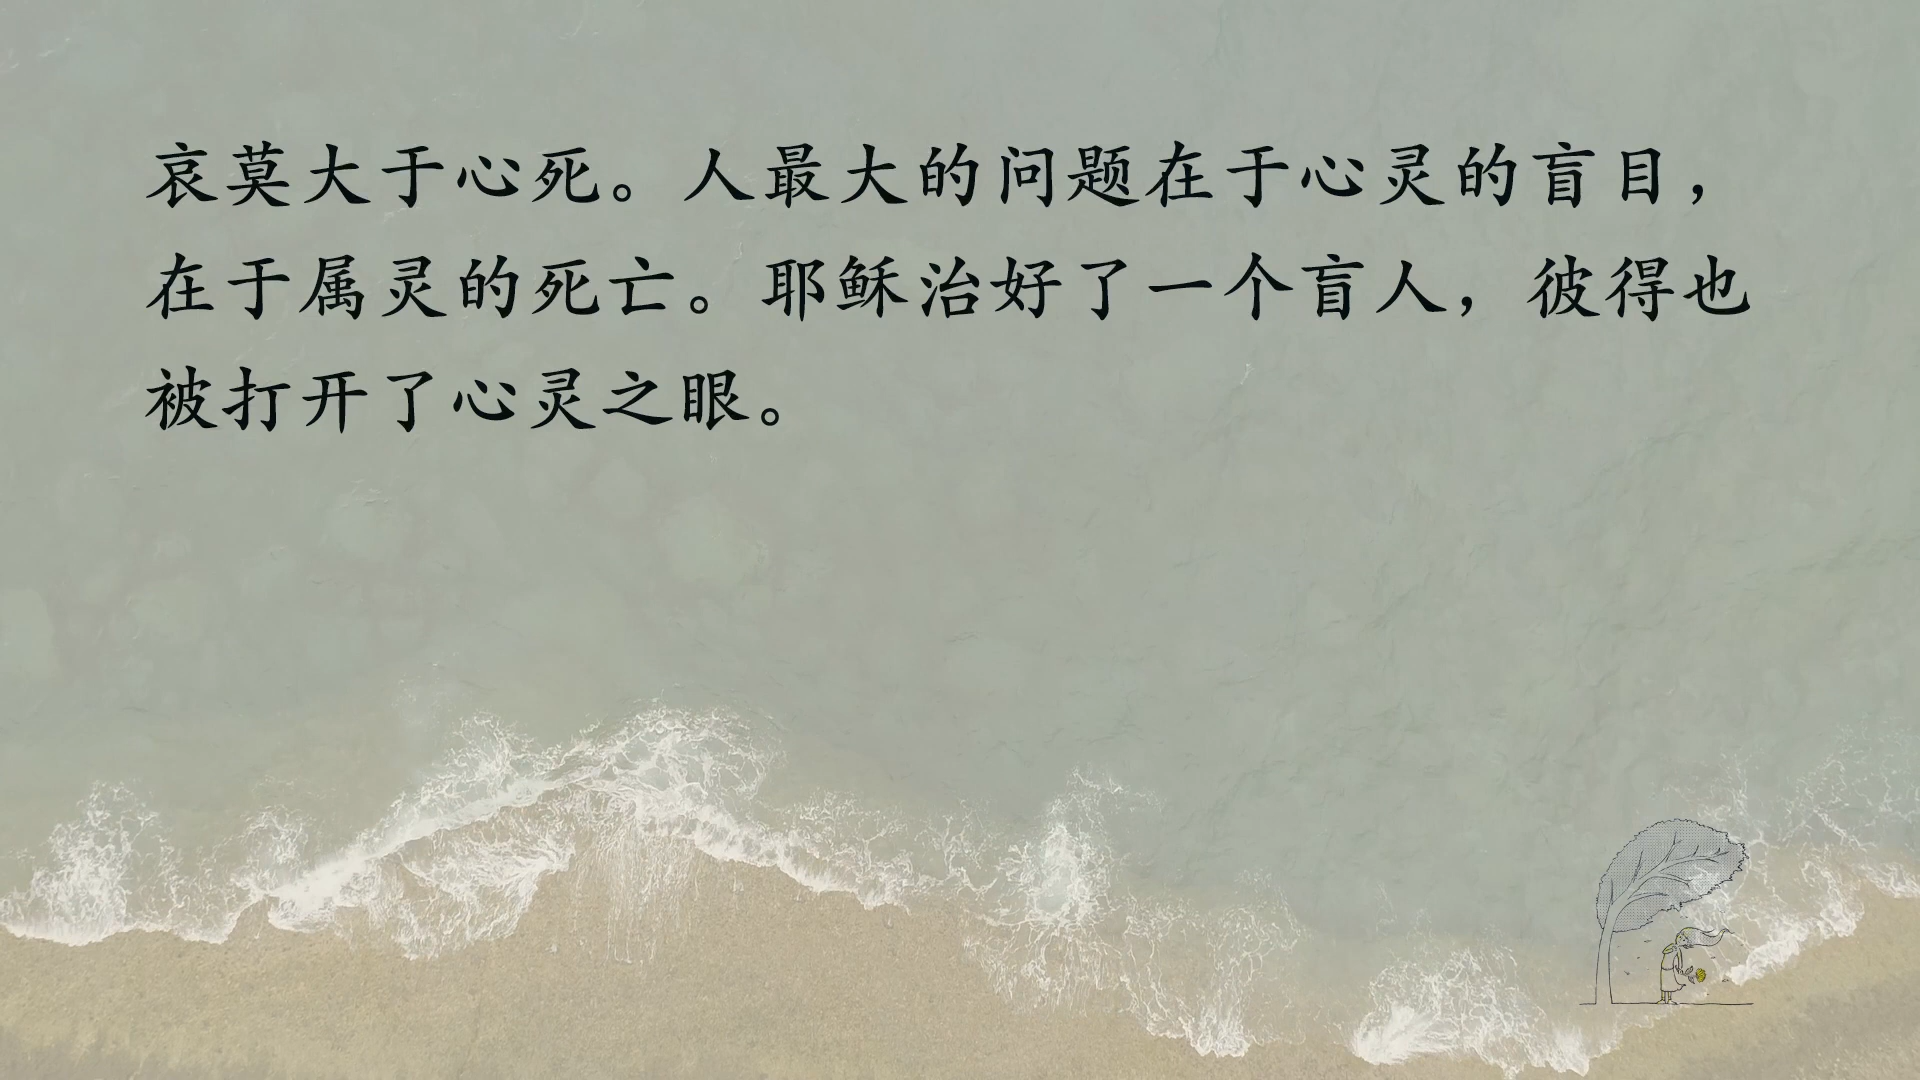 哀莫大于心死。人最大的问题在于心灵的盲目，
在于属灵的死亡。耶稣治好了一个盲人，彼得也
被打开了心灵之眼。